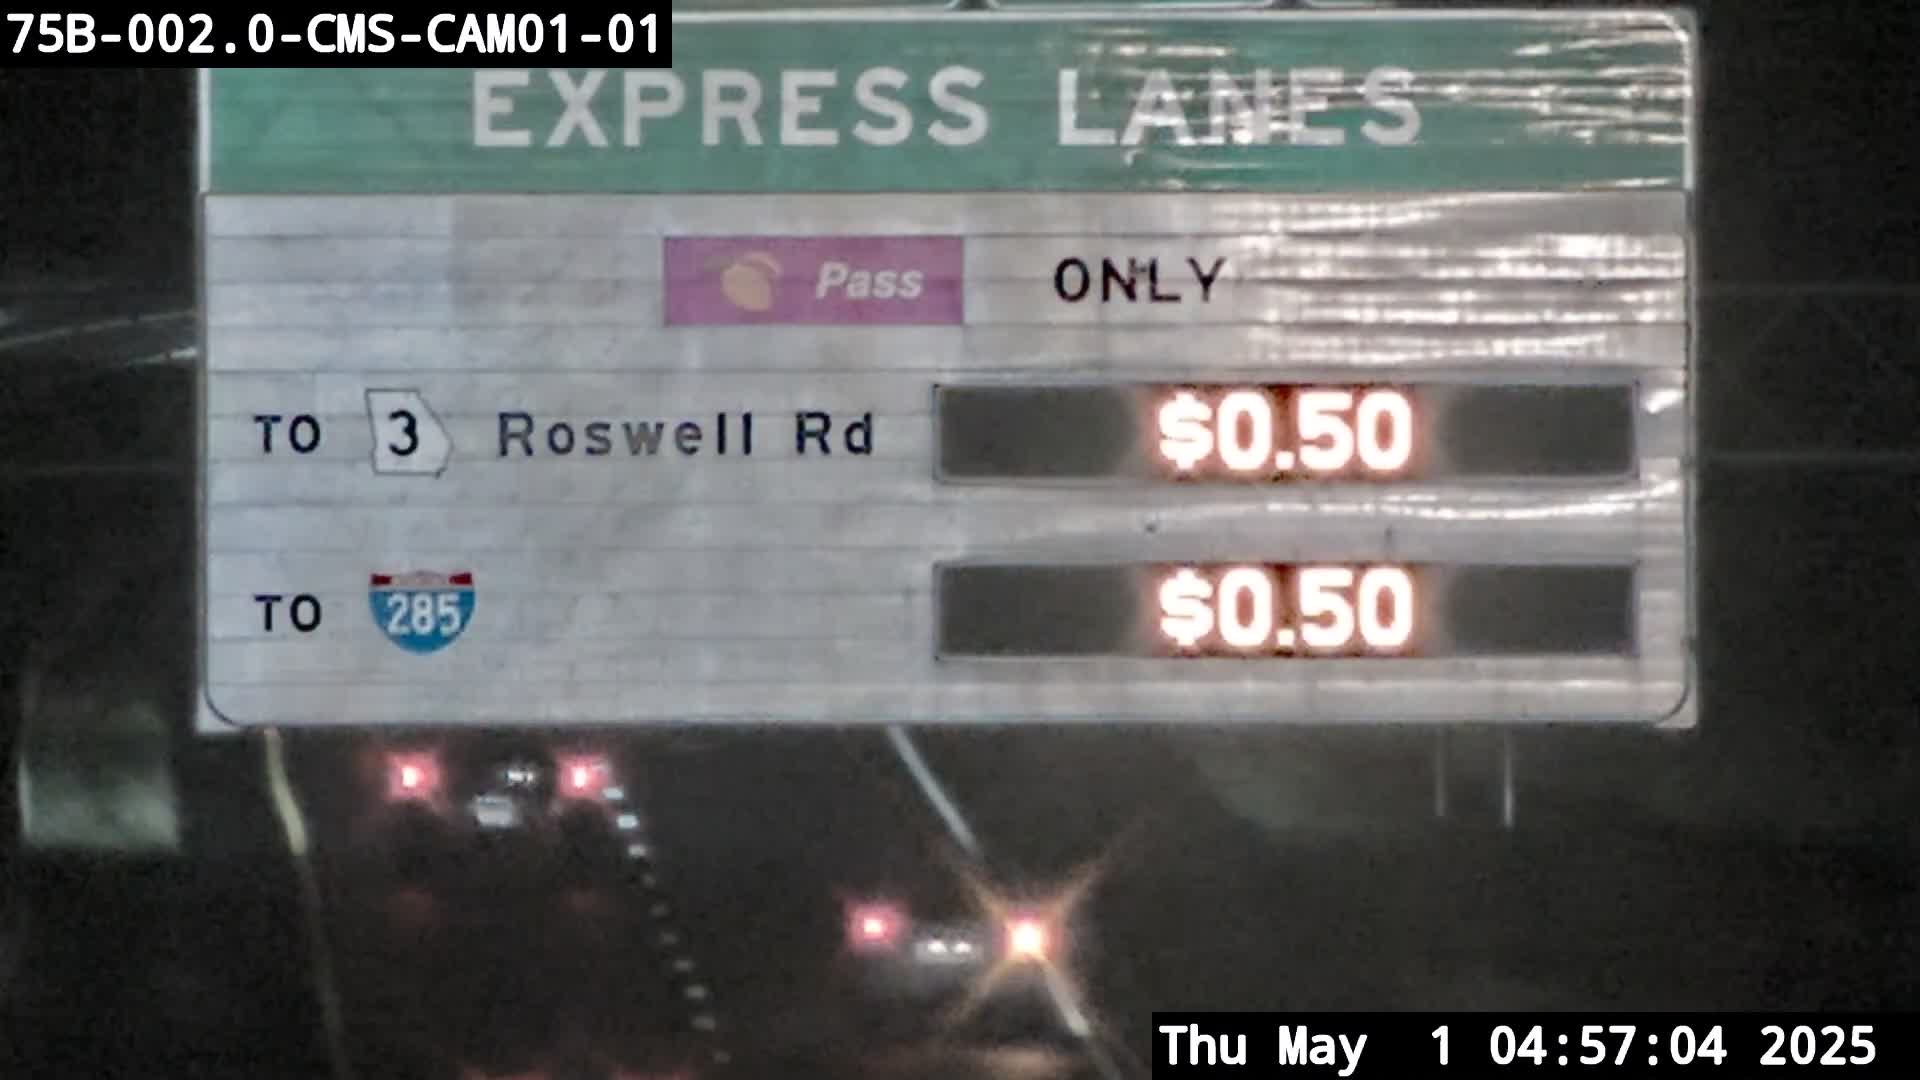 75B-002.0-CMS-CAM01-01
EXPRESS LANES
Pass ONLY
TO 3 Roswell Rd $0.50
TO 285 $0.50
Thu May 1 04:57:04 2025